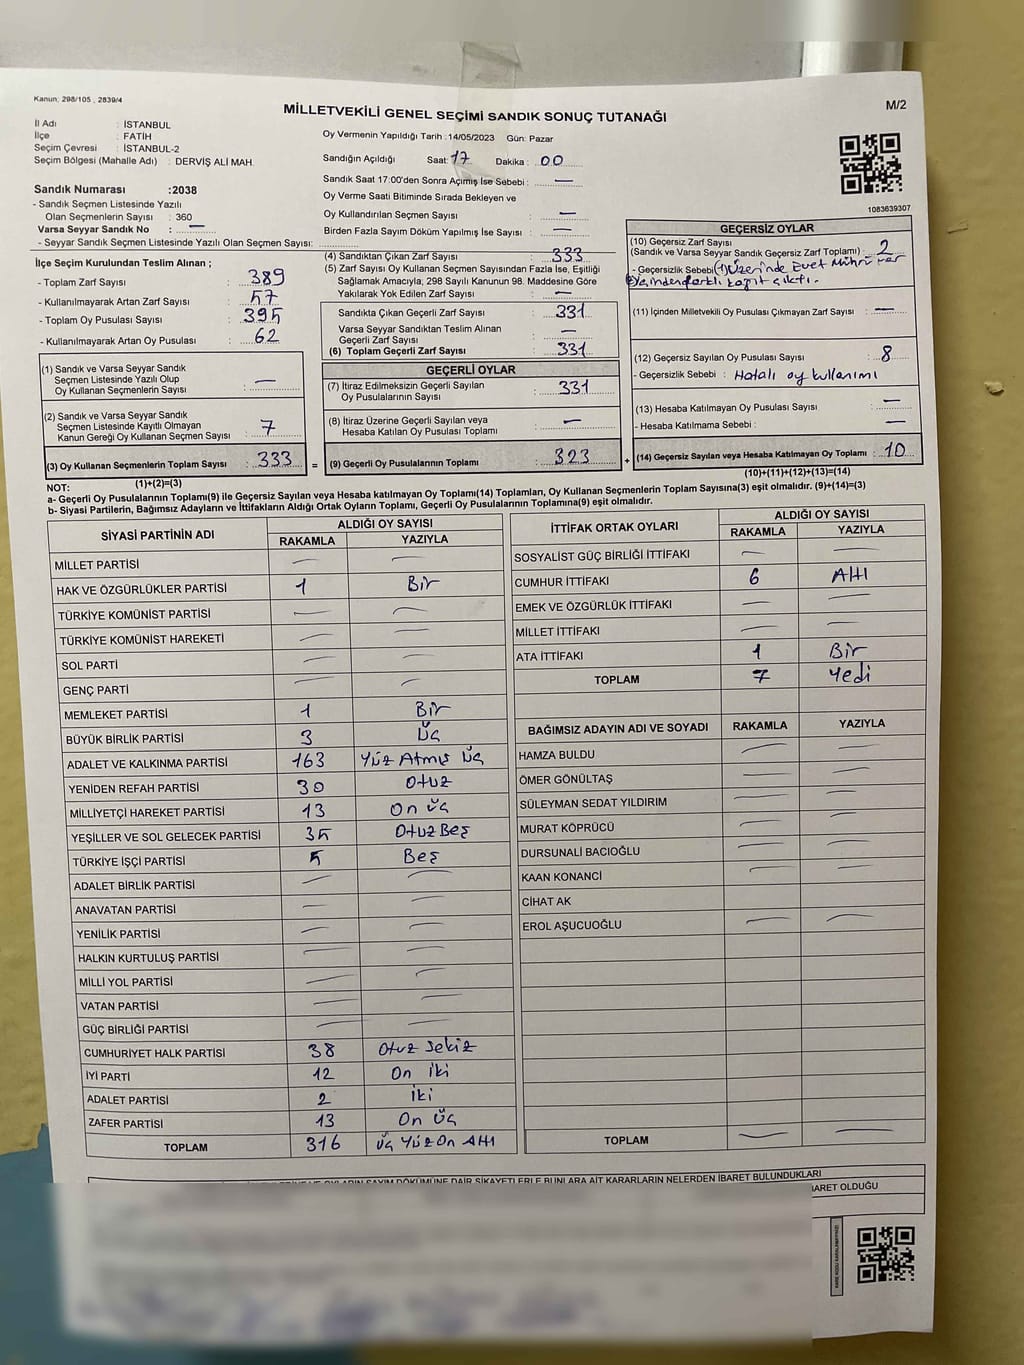 Kanun; 298/105 , 2839/4
M/2
MİLLETVEKİLİ GENEL SEÇİMİ SANDIK SONUÇ TUTANAĞI
İl Adı : İSTANBUL
İlçe : FATİH
Seçim Çevresi : İSTANBUL-2
Seçim Bölgesi (Mahalle Adı) : DERVİŞ ALİ MAH.
Sandık Numarası :2038
- Sandık Seçmen Listesinde Yazılı
Olan Seçmenlerin Sayısı : 360
Varsa Seyyar Sandık No : —
- Seyyar Sandık Seçmen Listesinde Yazılı Olan Seçmen Sayısı:
Oy Vermenin Yapıldığı Tarih : 14/05/2023 Gün: Pazar
Sandığın Açıldığı Saat: 17 Dakika : 00
Sandık Saat 17:00'den Sonra Açılmış İse Sebebi : —
Oy Verme Saati Bitiminde Sırada Bekleyen ve
Oy Kullandırılan Seçmen Sayısı : —
Birden Fazla Sayım Döküm Yapılmış İse Sayısı : —
1083639307
İlçe Seçim Kurulundan Teslim Alınan ;
- Toplam Zarf Sayısı : 389
- Kullanılmayarak Artan Zarf Sayısı : 57
- Toplam Oy Pusulası Sayısı : 395
- Kullanılmayarak Artan Oy Pusulası : 62
(1) Sandık ve Varsa Seyyar Sandık
Seçmen Listesinde Yazılı Olup
Oy Kullanan Seçmenlerin Sayısı : —
(2) Sandık ve Varsa Seyyar Sandık
Seçmen Listesinde Kayıtlı Olmayan
Kanun Gereği Oy Kullanan Seçmen Sayısı : 7
(3) Oy Kullanan Seçmenlerin Toplam Sayısı : 333
(1)+(2)=(3)
(4) Sandıktan Çıkan Zarf Sayısı : 333
(5) Zarf Sayısı Oy Kullanan Seçmen Sayısından Fazla İse, Eşitliği
Sağlamak Amacıyla, 298 Sayılı Kanunun 98. Maddesine Göre
Yakılarak Yok Edilen Zarf Sayısı : —
Sandıkta Çıkan Geçerli Zarf Sayısı : 331
Varsa Seyyar Sandıktan Teslim Alınan
Geçerli Zarf Sayısı : —
(6) Toplam Geçerli Zarf Sayısı : 331
GEÇERLİ OYLAR
(7) İtiraz Edilmeksizin Geçerli Sayılan
Oy Pusulalarının Sayısı : 331
(8) İtiraz Üzerine Geçerli Sayılan veya
Hesaba Katılan Oy Pusulası Toplamı : —
= (9) Geçerli Oy Pusulalarının Toplamı : 323
GEÇERSİZ OYLAR
(10) Geçersiz Zarf Sayısı
(Sandık ve Varsa Seyyar Sandık Geçersiz Zarf Toplamı) : 2
- Geçersizlik Sebebi : (1) Üzerinde Evet Mührü var
içinden farklı kağıt çıktı.
(11) İçinden Milletvekili Oy Pusulası Çıkmayan Zarf Sayısı : —
(12) Geçersiz Sayılan Oy Pusulası Sayısı : 8
- Geçersizlik Sebebi : Hatalı oy kullanımı
(13) Hesaba Katılmayan Oy Pusulası Sayısı : —
- Hesaba Katılmama Sebebi : —
+ (14) Geçersiz Sayılan veya Hesaba Katılmayan Oy Toplamı : 10
(10)+(11)+(12)+(13)=(14)
NOT:
a- Geçerli Oy Pusulalarının Toplamı(9) ile Geçersiz Sayılan veya Hesaba katılmayan Oy Toplamı(14) Toplamları, Oy Kullanan Seçmenlerin Toplam Sayısına(3) eşit olmalıdır. (9)+(14)=(3)
b- Siyasi Partilerin, Bağımsız Adayların ve İttifakların Aldığı Ortak Oyların Toplamı, Geçerli Oy Pusulalarının Toplamına(9) eşit olmalıdır.
SİYASİ PARTİNİN ADI ALDIĞI OY SAYISI
RAKAMLA YAZIYLA
MİLLET PARTİSİ — —
HAK VE ÖZGÜRLÜKLER PARTİSİ 1 Bir
TÜRKİYE KOMÜNİST PARTİSİ — —
TÜRKİYE KOMÜNİST HAREKETİ — —
SOL PARTİ — —
GENÇ PARTİ — —
MEMLEKET PARTİSİ 1 Bir
BÜYÜK BİRLİK PARTİSİ 3 Üç
ADALET VE KALKINMA PARTİSİ 163 Yüz Atmış Üç
YENİDEN REFAH PARTİSİ 30 Otuz
MİLLİYETÇİ HAREKET PARTİSİ 13 On üç
YEŞİLLER VE SOL GELECEK PARTİSİ 35 Otuz Beş
TÜRKİYE İŞÇİ PARTİSİ 5 Beş
ADALET BİRLİK PARTİSİ — —
ANAVATAN PARTİSİ — —
YENİLİK PARTİSİ — —
HALKIN KURTULUŞ PARTİSİ — —
MİLLİ YOL PARTİSİ — —
VATAN PARTİSİ — —
GÜÇ BİRLİĞİ PARTİSİ — —
CUMHURİYET HALK PARTİSİ 38 Otuz Sekiz
İYİ PARTİ 12 On iki
ADALET PARTİSİ 2 iki
ZAFER PARTİSİ 13 On Üç
TOPLAM 316 Üç Yüz On Altı
İTTİFAK ORTAK OYLARI ALDIĞI OY SAYISI
RAKAMLA YAZIYLA
SOSYALİST GÜÇ BİRLİĞİ İTTİFAKI — —
CUMHUR İTTİFAKI 6 Altı
EMEK VE ÖZGÜRLÜK İTTİFAKI — —
MİLLET İTTİFAKI — —
ATA İTTİFAKI 1 Bir
TOPLAM 7 Yedi
BAĞIMSIZ ADAYIN ADI VE SOYADI RAKAMLA YAZIYLA
HAMZA BULDU — —
ÖMER GÖNÜLTAŞ — —
SÜLEYMAN SEDAT YILDIRIM — —
MURAT KÖPRÜCÜ — —
DURSUNALİ BACIOĞLU — —
KAAN KONANCİ — —
CİHAT AK
EROL AŞUCUOĞLU — —
TOPLAM — —
SAYIM DÖKÜMÜNE DAİR ŞİKAYETLERLE BUNLARA AİT KARARLARIN NELERDEN İBARET BULUNDUKLARI
OLDUĞU